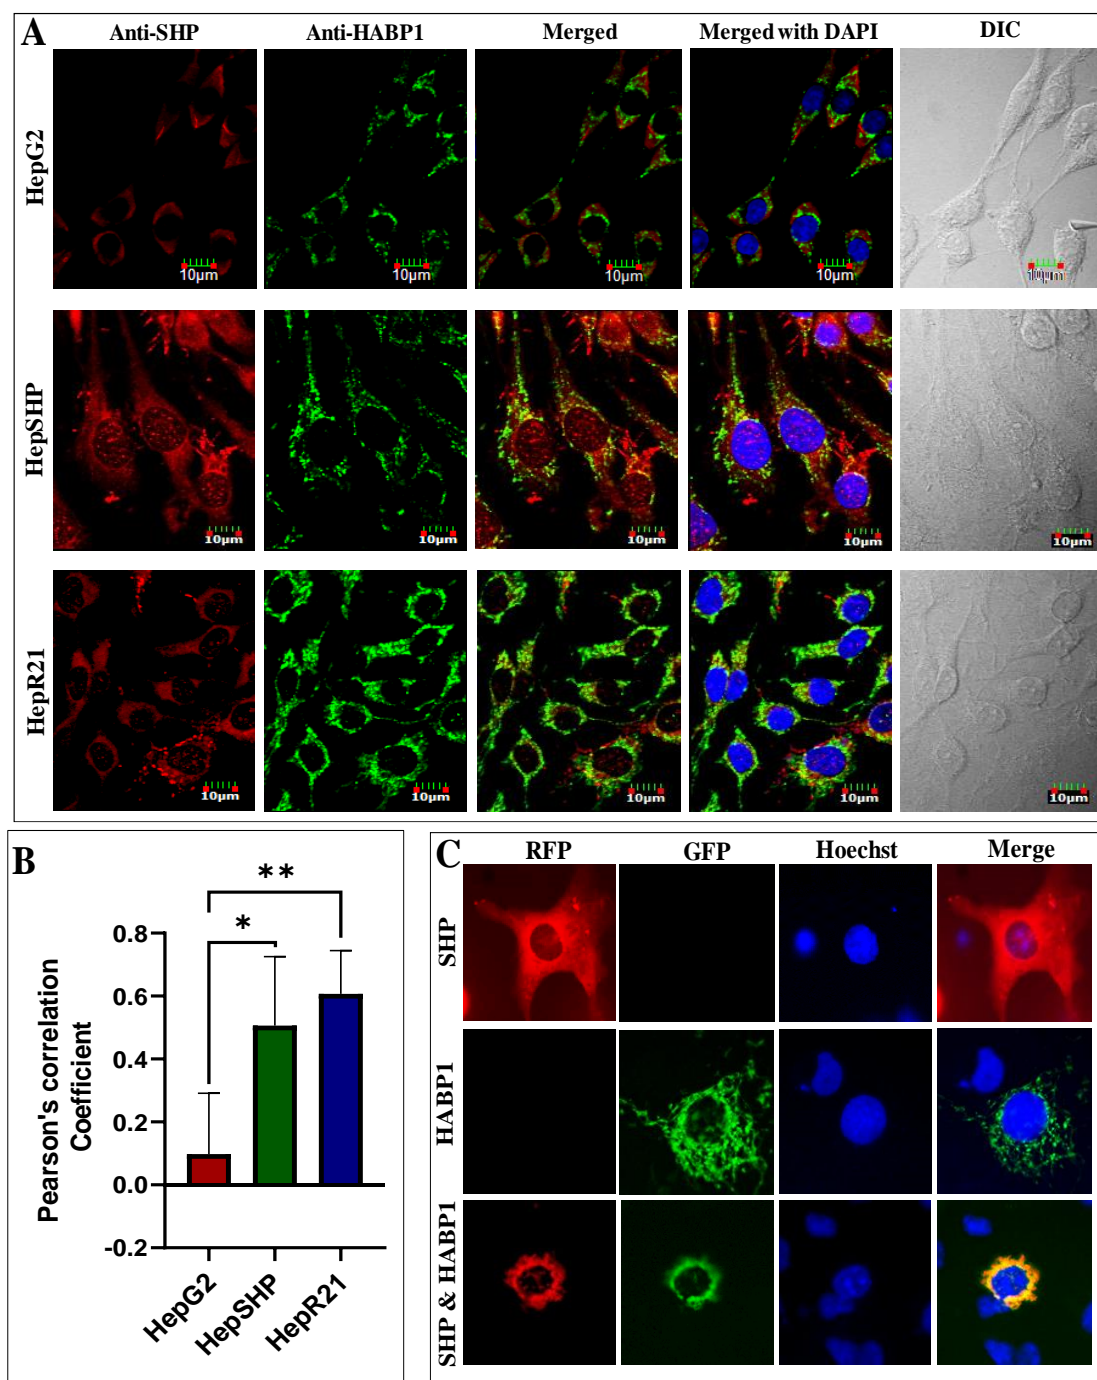 A
Anti-SHP
Anti-HABP1
Merged
Merged with DAPI
DIC
HepG2
10µm
10µm
10µm
10µm
10µm
HepSHP
10µm
10µm
10µm
10µm
10µm
HepR21
10µm
10µm
10µm
10µm
10µm
B
**
*
0.8
0.6
0.4
0.2
0.0
-0.2
Pearson's correlation
Coefficient
HepG2
HepSHP
HepR21
C
RFP
GFP
Hoechst
Merge
SHP
HABP1
SHP & HABP1